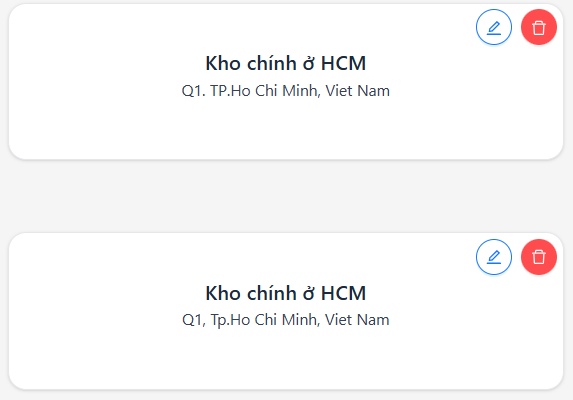 Kho chính ở HCM
Q1. TP.Ho Chi Minh, Viet Nam
Kho chính ở HCM
Q1, Tp.Ho Chi Minh, Viet Nam